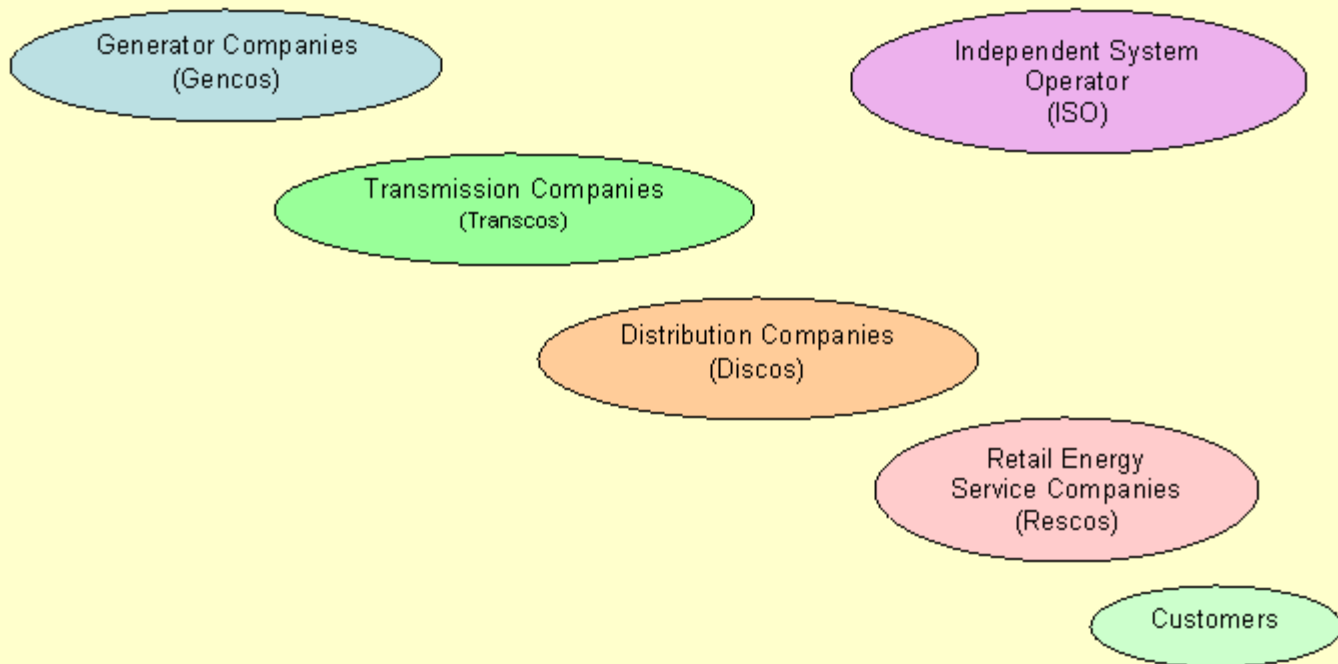 Generator Companies
(Gencos)
Independent System
Operator
(ISO)
Transmission Companies
(Transcos)
Distribution Companies
(Discos)
Retail Energy
Service Companies
(Rescos)
Customers